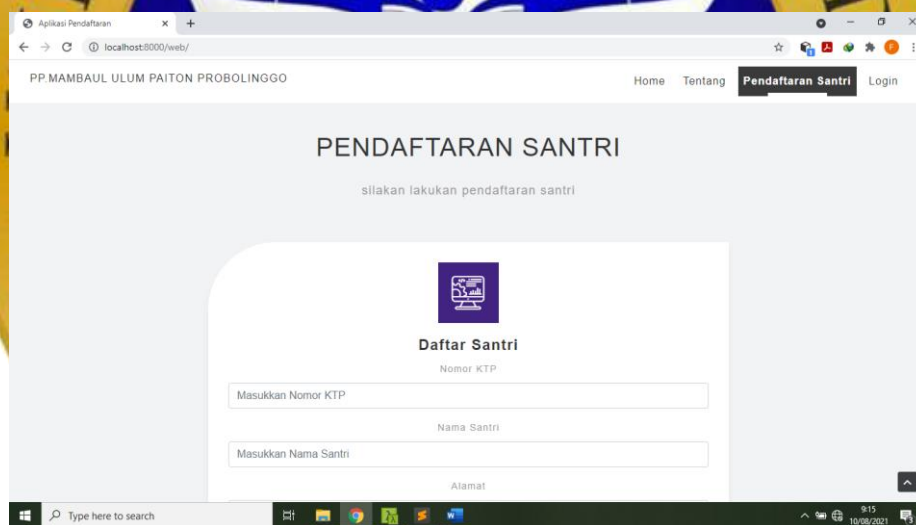 Aplikasi Pendaftaran
localhost:8000/web/
PP.MAMBAUL ULUM PAITON PROBOLINGGO
Home Tentang Pendaftaran Santri Login
PENDAFTARAN SANTRI
silakan lakukan pendaftaran santri
Daftar Santri
Nomor KTP
Masukkan Nomor KTP
Nama Santri
Masukkan Nama Santri
Alamat
Type here to search
9:15
10/08/2021